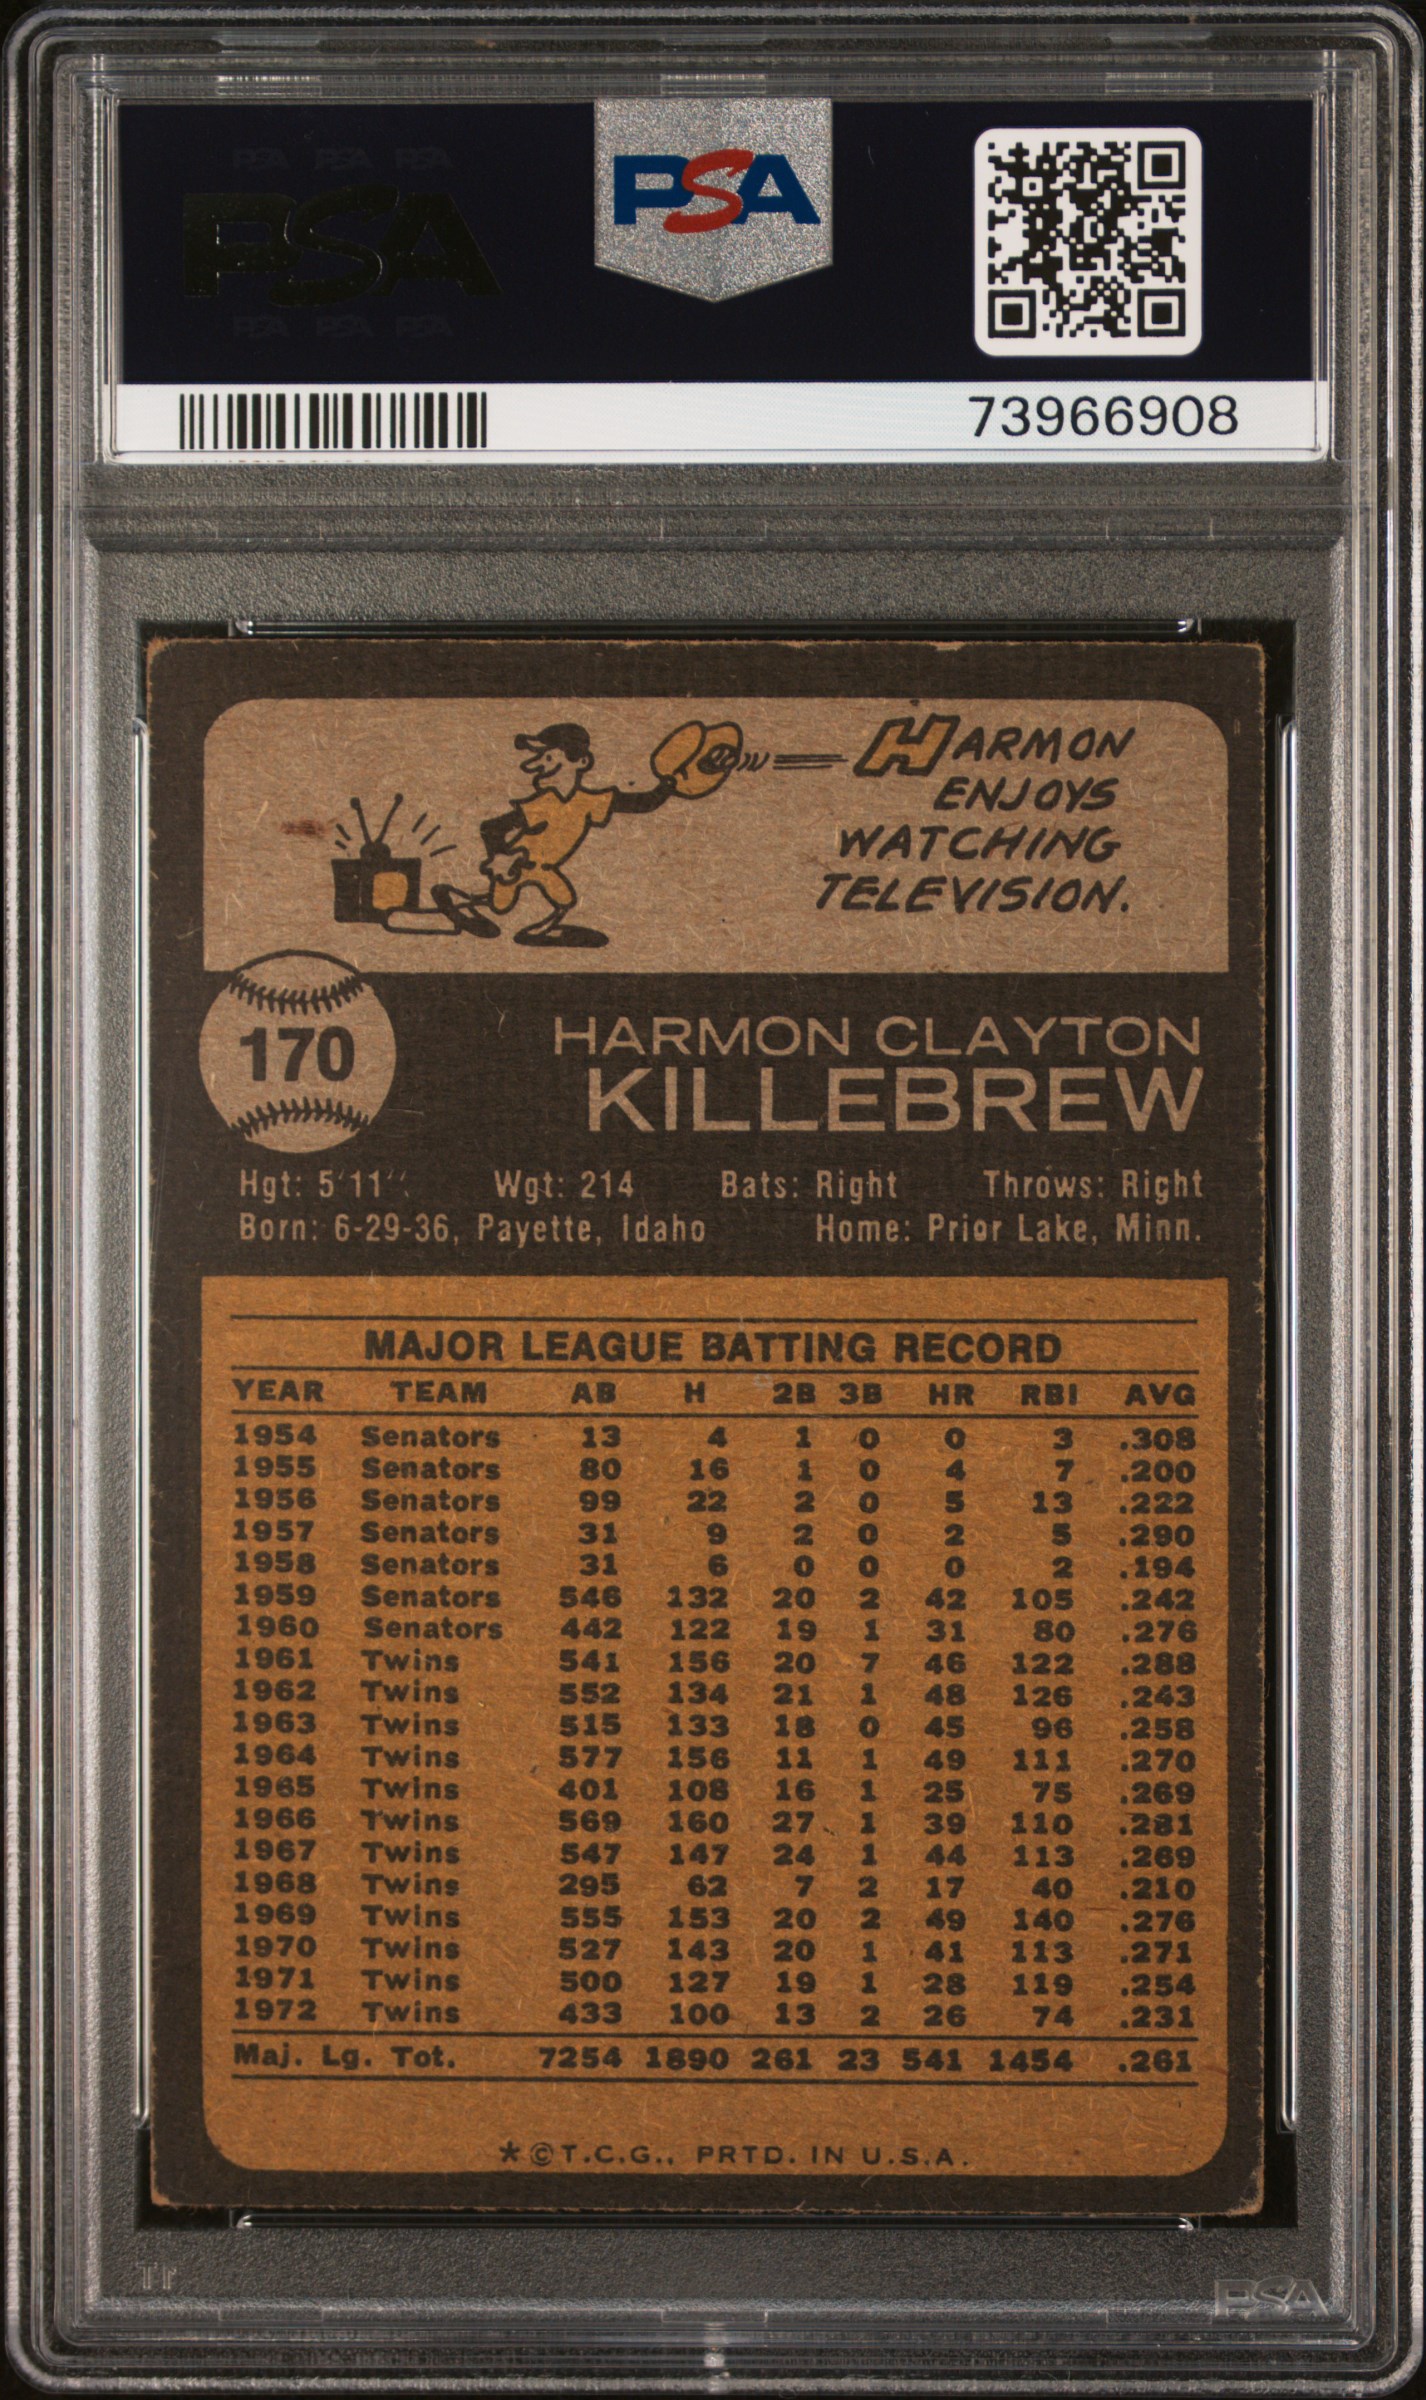 PSA PSA PSA
PSA
PSA PSA PSA
PSA
73966908
HARMON
ENJOYS
WATCHING
TELEVISION.
170
HARMON CLAYTON
KILLEBREW
Hgt: 5'11" Wgt: 214 Bats: Right Throws: Right
Born: 6-29-36, Payette, Idaho Home: Prior Lake, Minn.
MAJOR LEAGUE BATTING RECORD
YEAR TEAM AB H 2B 3B HR RBI AVG
1954 Senators 13 4 1 0 0 3 .308
1955 Senators 80 16 1 0 4 7 .200
1956 Senators 99 22 2 0 5 13 .222
1957 Senators 31 9 2 0 2 5 .290
1958 Senators 31 6 0 0 0 2 .194
1959 Senators 546 132 20 2 42 105 .242
1960 Senators 442 122 19 1 31 80 .276
1961 Twins 541 156 20 7 46 122 .288
1962 Twins 552 134 21 1 48 126 .243
1963 Twins 515 133 18 0 45 96 .258
1964 Twins 577 156 11 1 49 111 .270
1965 Twins 401 108 16 1 25 75 .269
1966 Twins 569 160 27 1 39 110 .281
1967 Twins 547 147 24 1 44 113 .269
1968 Twins 295 62 7 2 17 40 .210
1969 Twins 555 153 20 2 49 140 .276
1970 Twins 527 143 20 1 41 113 .271
1971 Twins 500 127 19 1 28 119 .254
1972 Twins 433 100 13 2 26 74 .231
Maj. Lg. Tot. 7254 1890 261 23 541 1454 .261
*©T.C.G., PRTD. IN U.S.A.
PSA